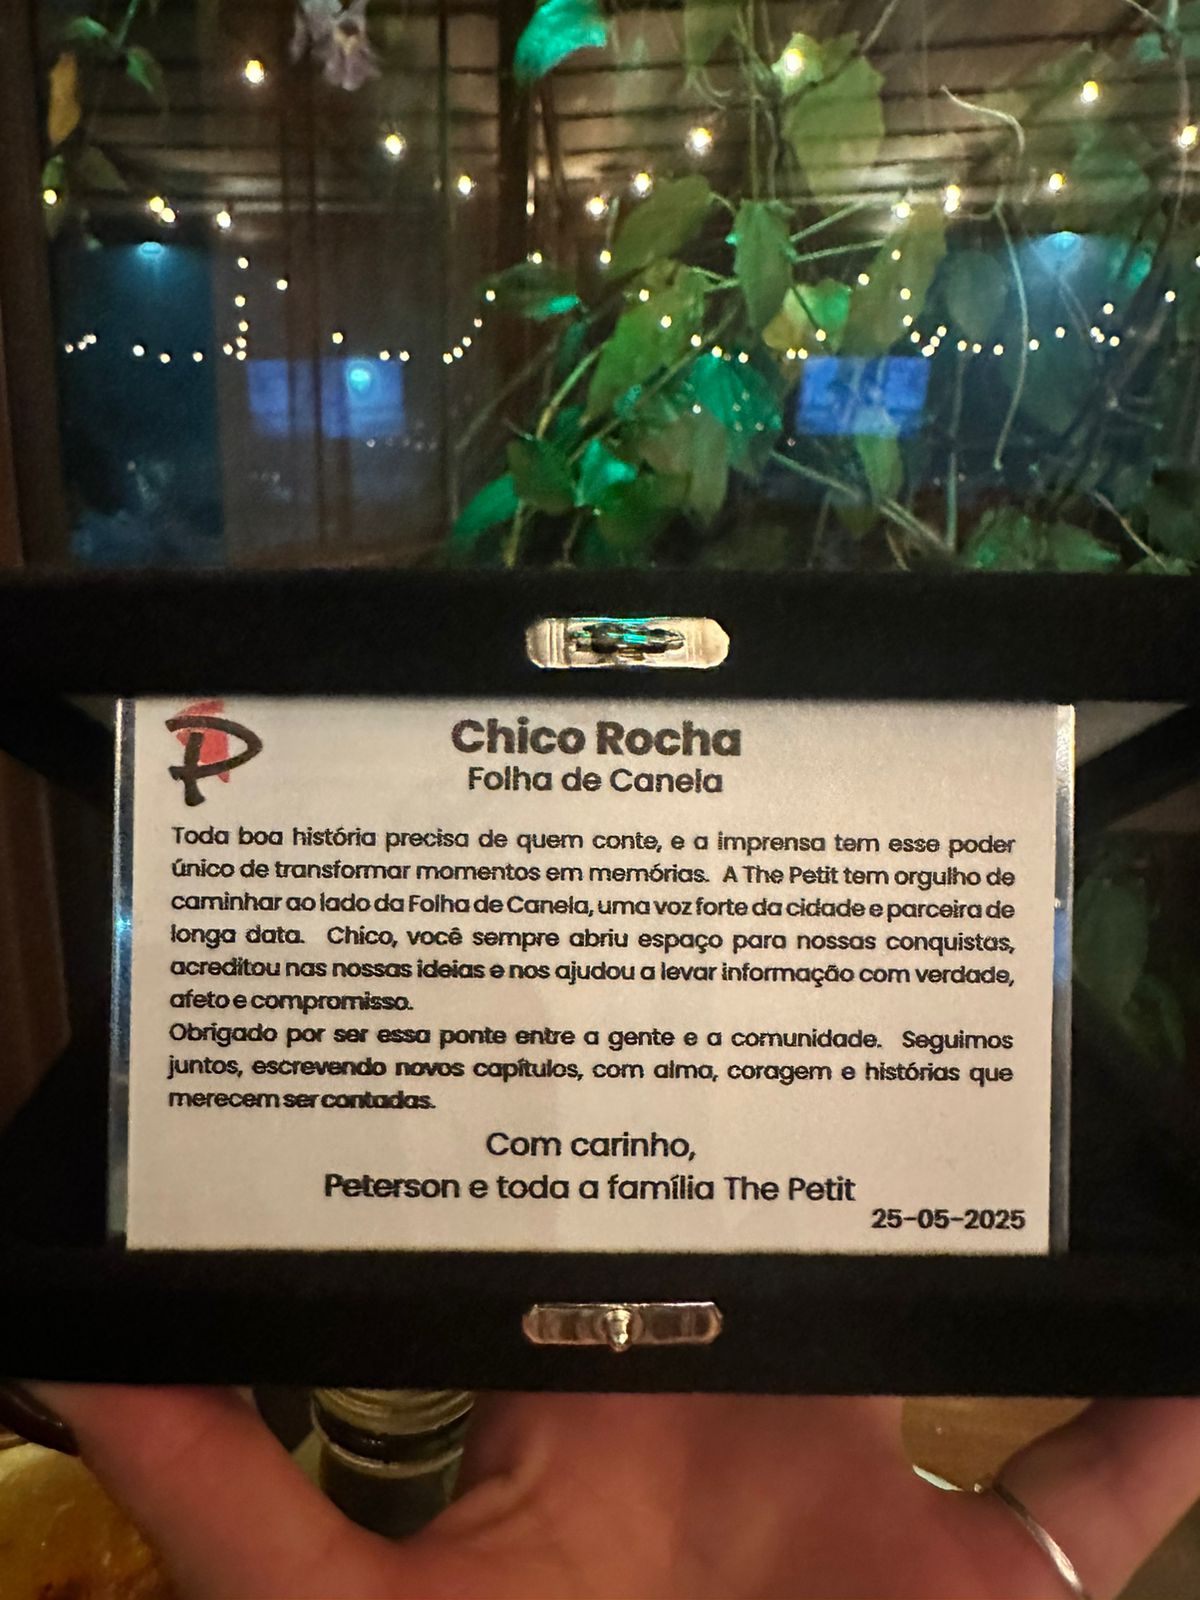 Chico Rocha
Folha de Canela
Toda boa história precisa de quem conte, e a imprensa tem esse poder
único de transformar momentos em memórias. A The Petit tem orgulho de
caminhar ao lado da Folha de Canela, uma voz forte da cidade e parceira de
longa data. Chico, você sempre abriu espaço para nossas conquistas,
acreditou nas nossas ideias e nos ajudou a levar informação com verdade,
afeto e compromisso.
Obrigado por ser essa ponte entre a gente e a comunidade. Seguimos
juntos, escrevendo novos capítulos, com alma, coragem e histórias que
merecem ser contadas.
Com carinho,
Peterson e toda a família The Petit
25-05-2025